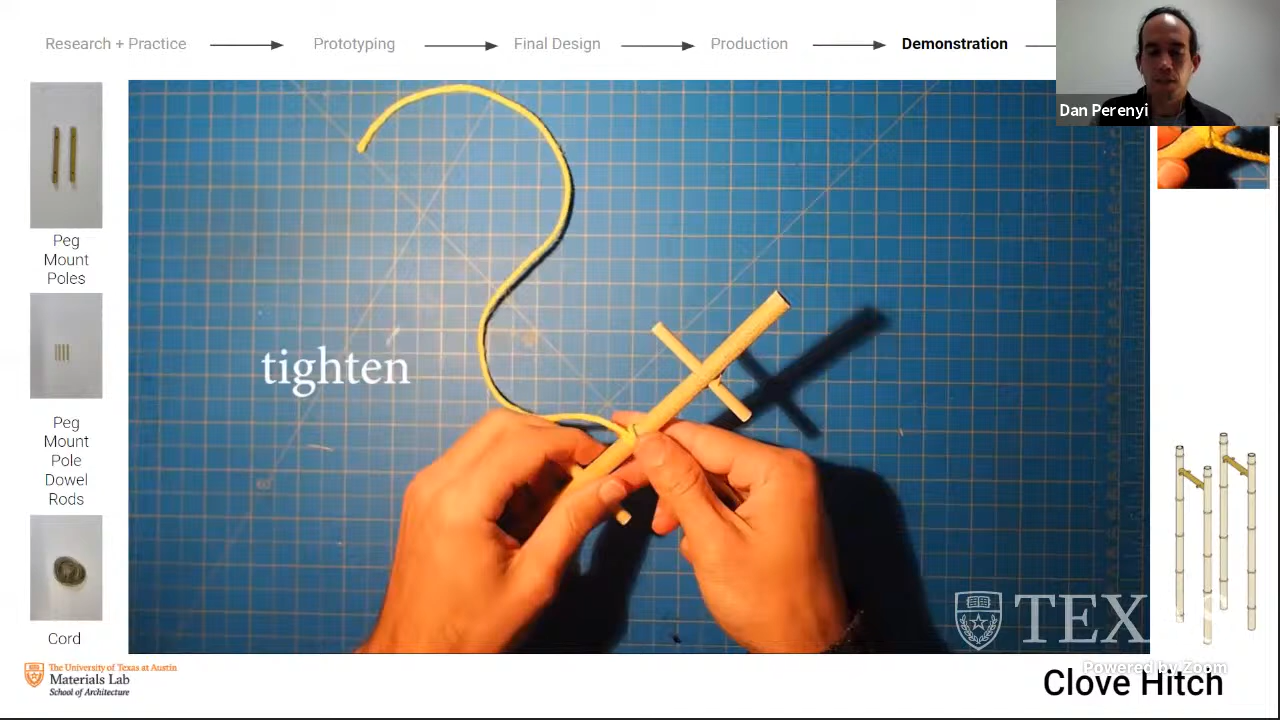 Research + Practice
Prototyping
Final Design
Production
Demonstration
Dan Perenyi
Peg
Mount
Poles
Peg
Mount
Pole
Dowel
Rods
Cord
tighten
TEXAS
Powered by Zoom
The University of Texas at Austin
Materials Lab
School of Architecture
Clove Hitch